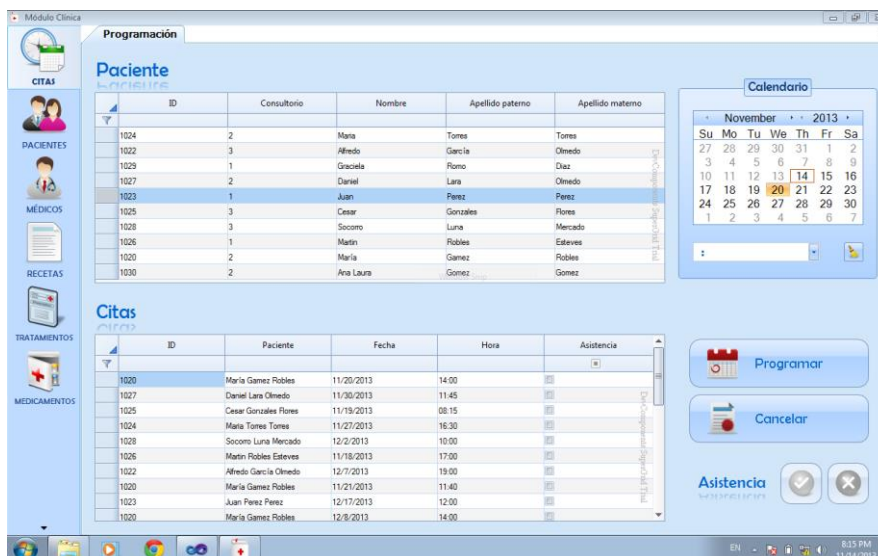 Módulo Clínica
Programación
CITAS
PACIENTES
MÉDICOS
RECETAS
TRATAMIENTOS
MEDICAMENTOS
Paciente
ID Consultorio Nombre Apellido paterno Apellido materno
1024 2 Maria Torres Torres
1022 3 Alfredo García Olmedo
1029 1 Graciela Romo Diaz
1027 2 Daniel Lara Olmedo
1023 1 Juan Perez Perez
1025 3 Cesar Gonzales Flores
1028 3 Socorro Luna Mercado
1026 1 Martin Robles Esteves
1020 2 María Gamez Robles
1030 2 Ana Laura Gomez Gomez
DevComponents SuperGrid Trial
Citas
ID Paciente Fecha Hora Asistencia
1020 María Gamez Robles 11/20/2013 14:00
1027 Daniel Lara Olmedo 11/30/2013 11:45
1025 Cesar Gonzales Flores 11/19/2013 08:15
1024 Maria Torres Torres 11/27/2013 16:30
1028 Socorro Luna Mercado 12/2/2013 10:00
1026 Martin Robles Esteves 11/18/2013 17:00
1022 Alfredo García Olmedo 12/7/2013 19:00
1020 María Gamez Robles 11/21/2013 11:40
1023 Juan Perez Perez 12/17/2013 12:00
1020 María Gamez Robles 12/8/2013 14:00
DevComponents SuperGrid Trial
Calendario
November 2013
Su Mo Tu We Th Fr Sa
27 28 29 30 31 1 2
3 4 5 6 7 8 9
10 11 12 13 14 15 16
17 18 19 20 21 22 23
24 25 26 27 28 29 30
1 2 3 4 5 6 7
:
Programar
Cancelar
Asistencia
EN
8:15 PM
11/14/2013